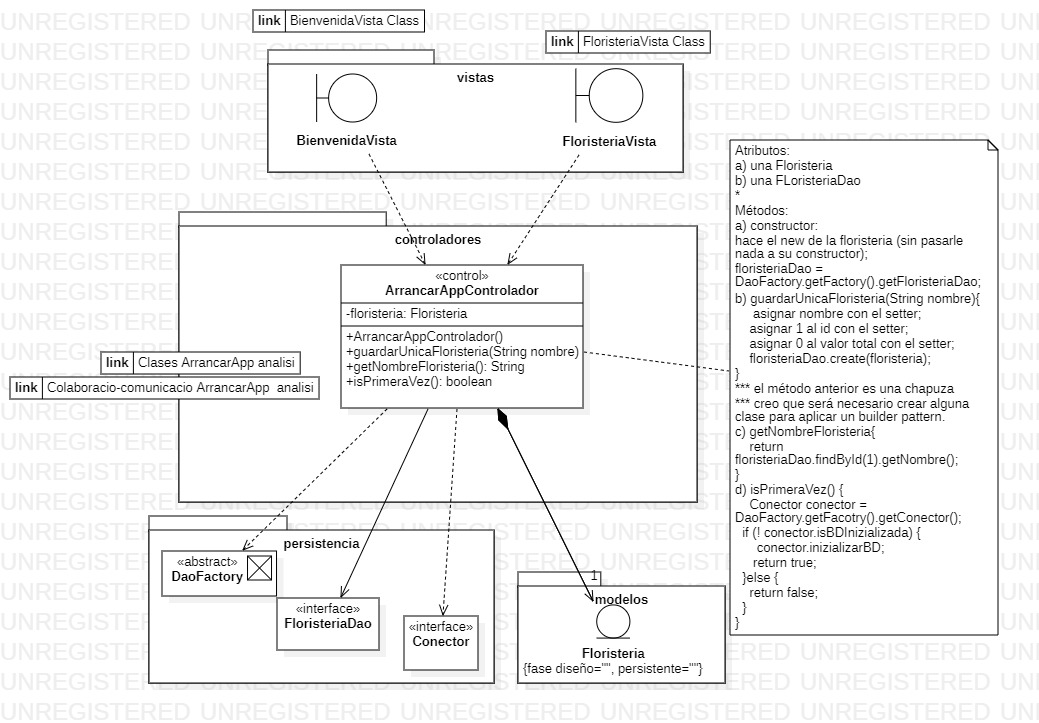 link BienvenidaVista Class
link FloristeriaVista Class
vistas
BienvenidaVista
FloristeriaVista
controladores
«control»
ArrancarAppControlador
-floristeria: Floristeria
+ArrancarAppControlador()
+guardarUnicaFloristeria(String nombre)
+getNombreFloristeria(): String
+isPrimeraVez(): boolean
link Clases ArrancarApp analisi
link Colaboracio-comunicacio ArrancarApp analisi
persistencia
«abstract»
DaoFactory
«interface»
FloristeriaDao
«interface»
Conector
1
modelos
Floristeria
{fase diseño="", persistente=""}
Atributos:
a) una Floristeria
b) una FLoristeriaDao
*
Métodos:
a) constructor:
hace el new de la floristeria (sin pasarle
nada a su constructor);
floristeriaDao =
DaoFactory.getFactory().getFloristeriaDao;
b) guardarUnicaFloristeria(String nombre){
asignar nombre con el setter;
asignar 1 al id con el setter;
asignar 0 al valor total con el setter;
floristeriaDao.create(floristeria);
}
*** el método anterior es una chapuza
*** creo que será necesario crear alguna
clase para aplicar un builder pattern.
c) getNombreFloristeria{
return
floristeriaDao.findById(1).getNombre();
}
d) isPrimeraVez() {
Conector conector =
DaoFactory.getFacotry().getConector();
if (! conector.isBDInizializada) {
conector.inizializarBD;
return true;
}else {
return false;
}
}
UNREGISTERED